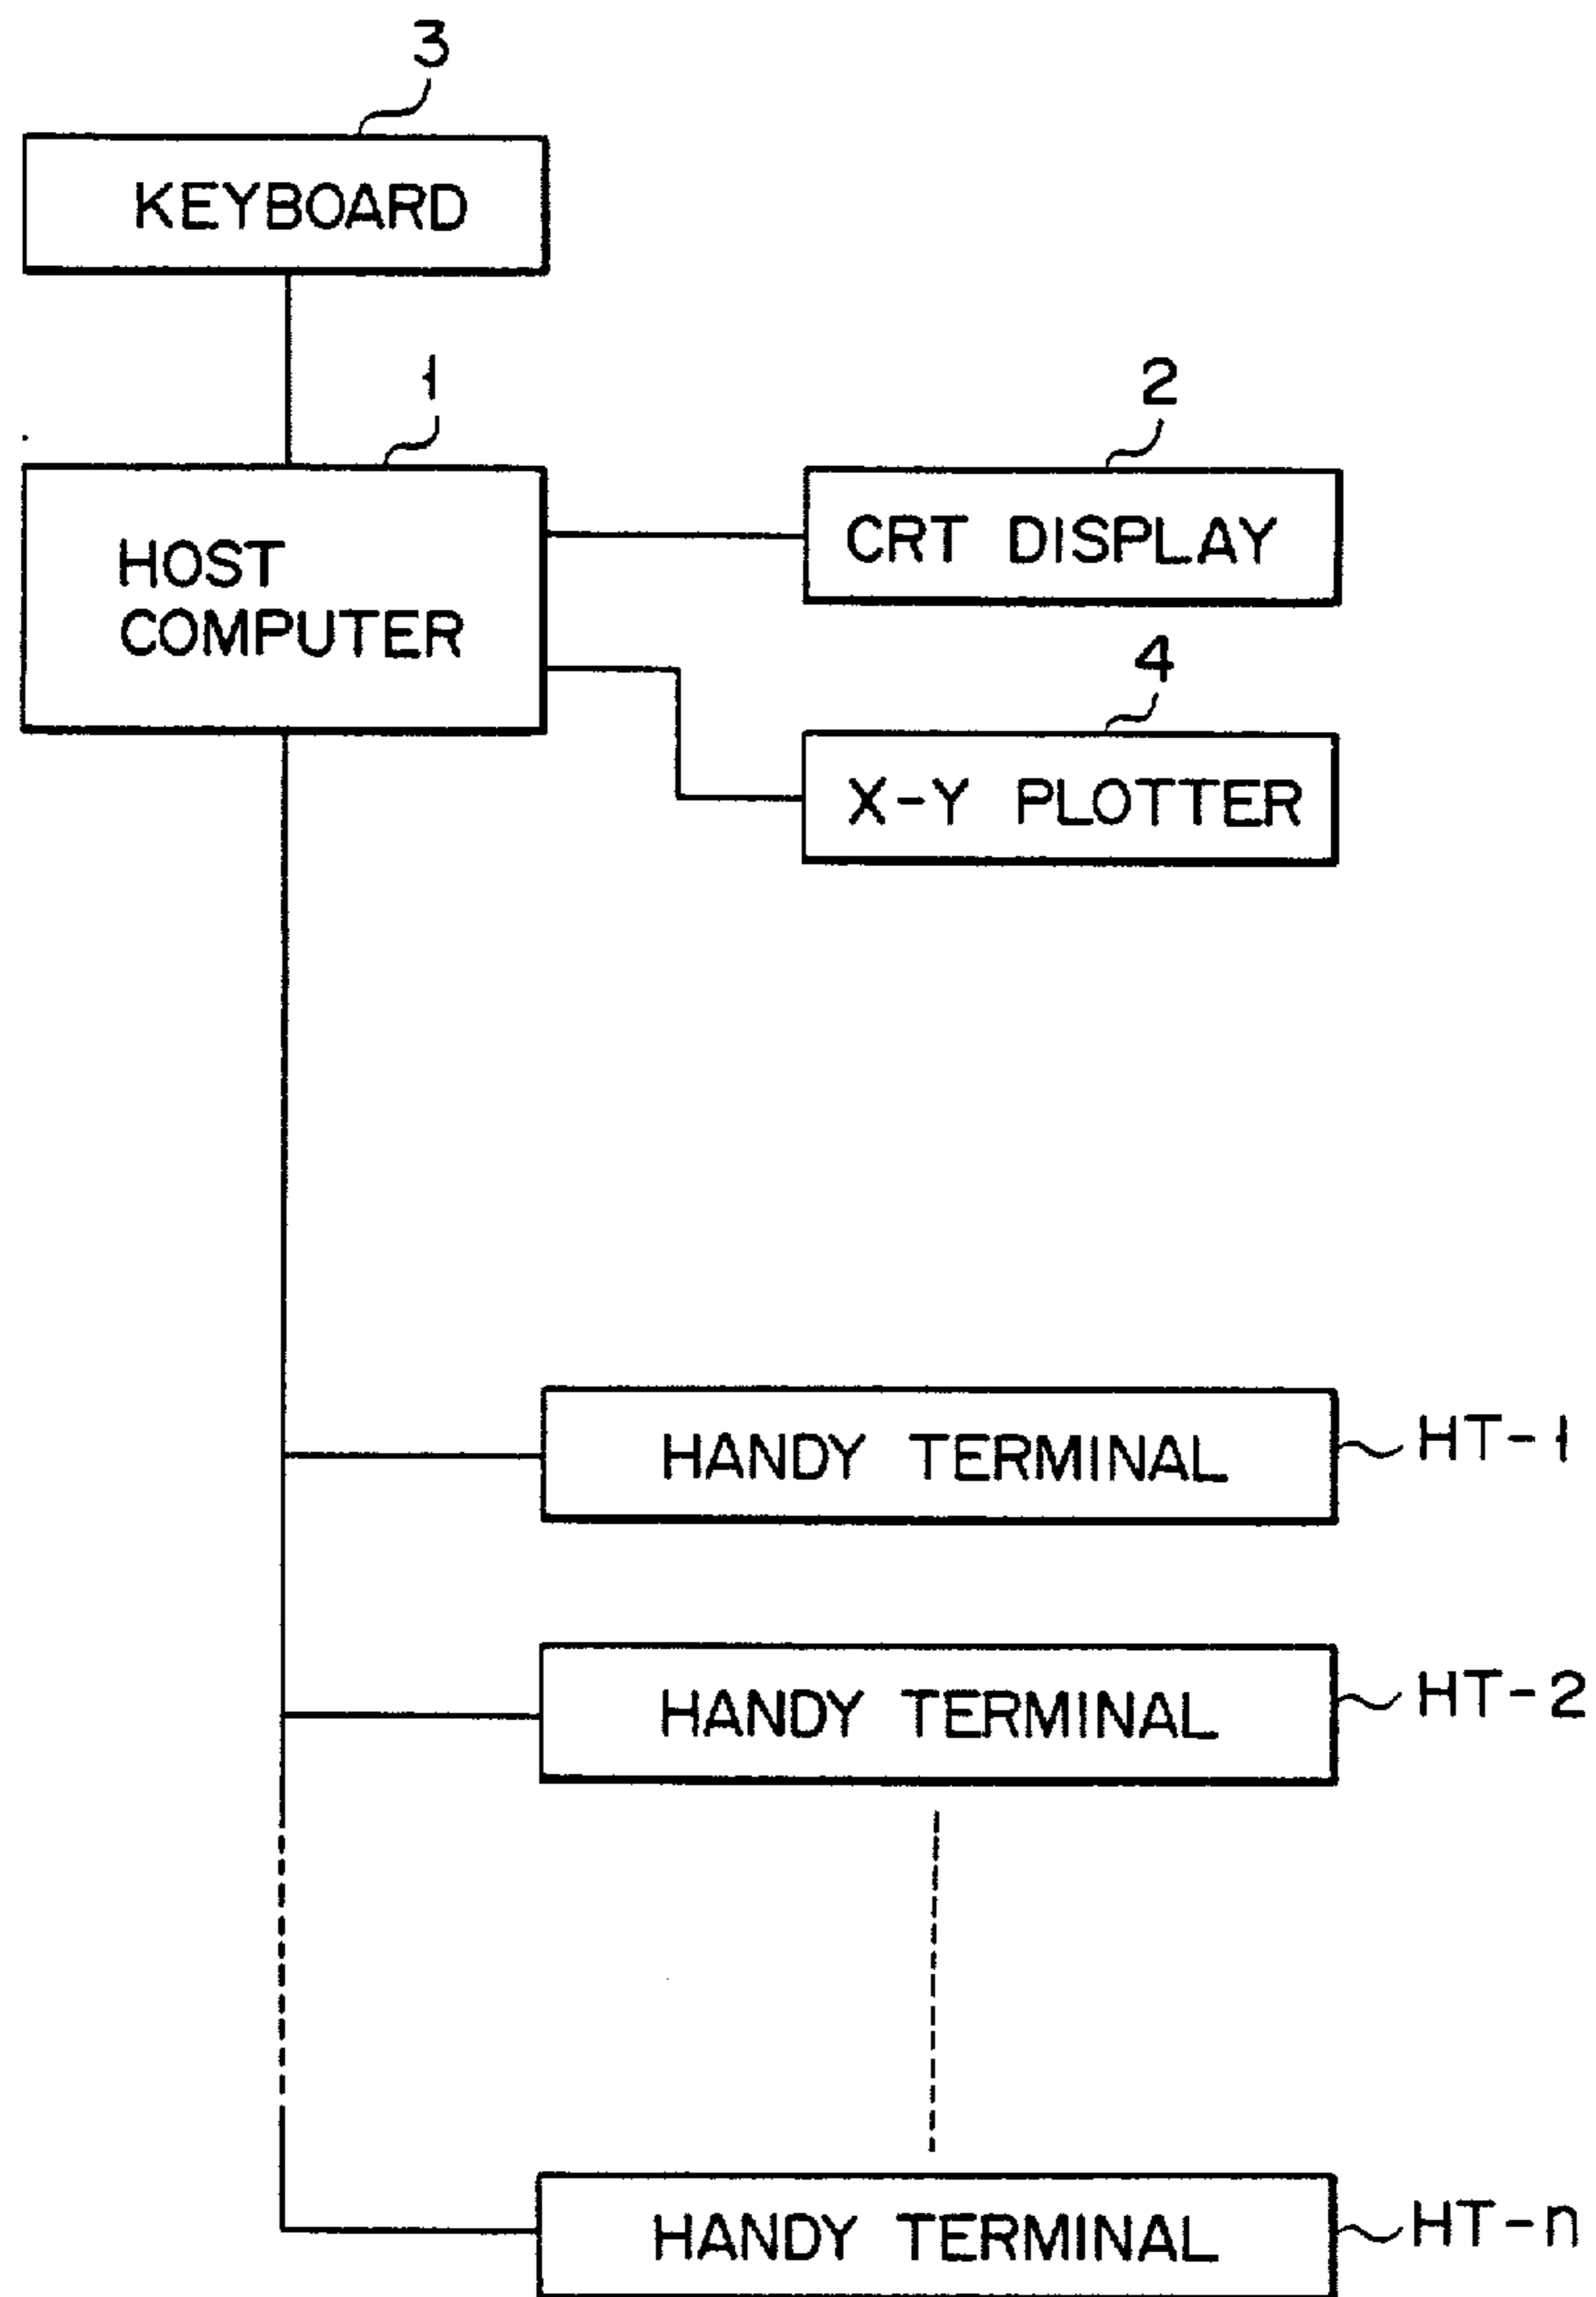 3
KEYBOARD
1
2
HOST
COMPUTER
CRT DISPLAY
4
X-Y PLOTTER
HANDY TERMINAL
HT-1
HANDY TERMINAL
HT-2
HANDY TERMINAL
HT-n